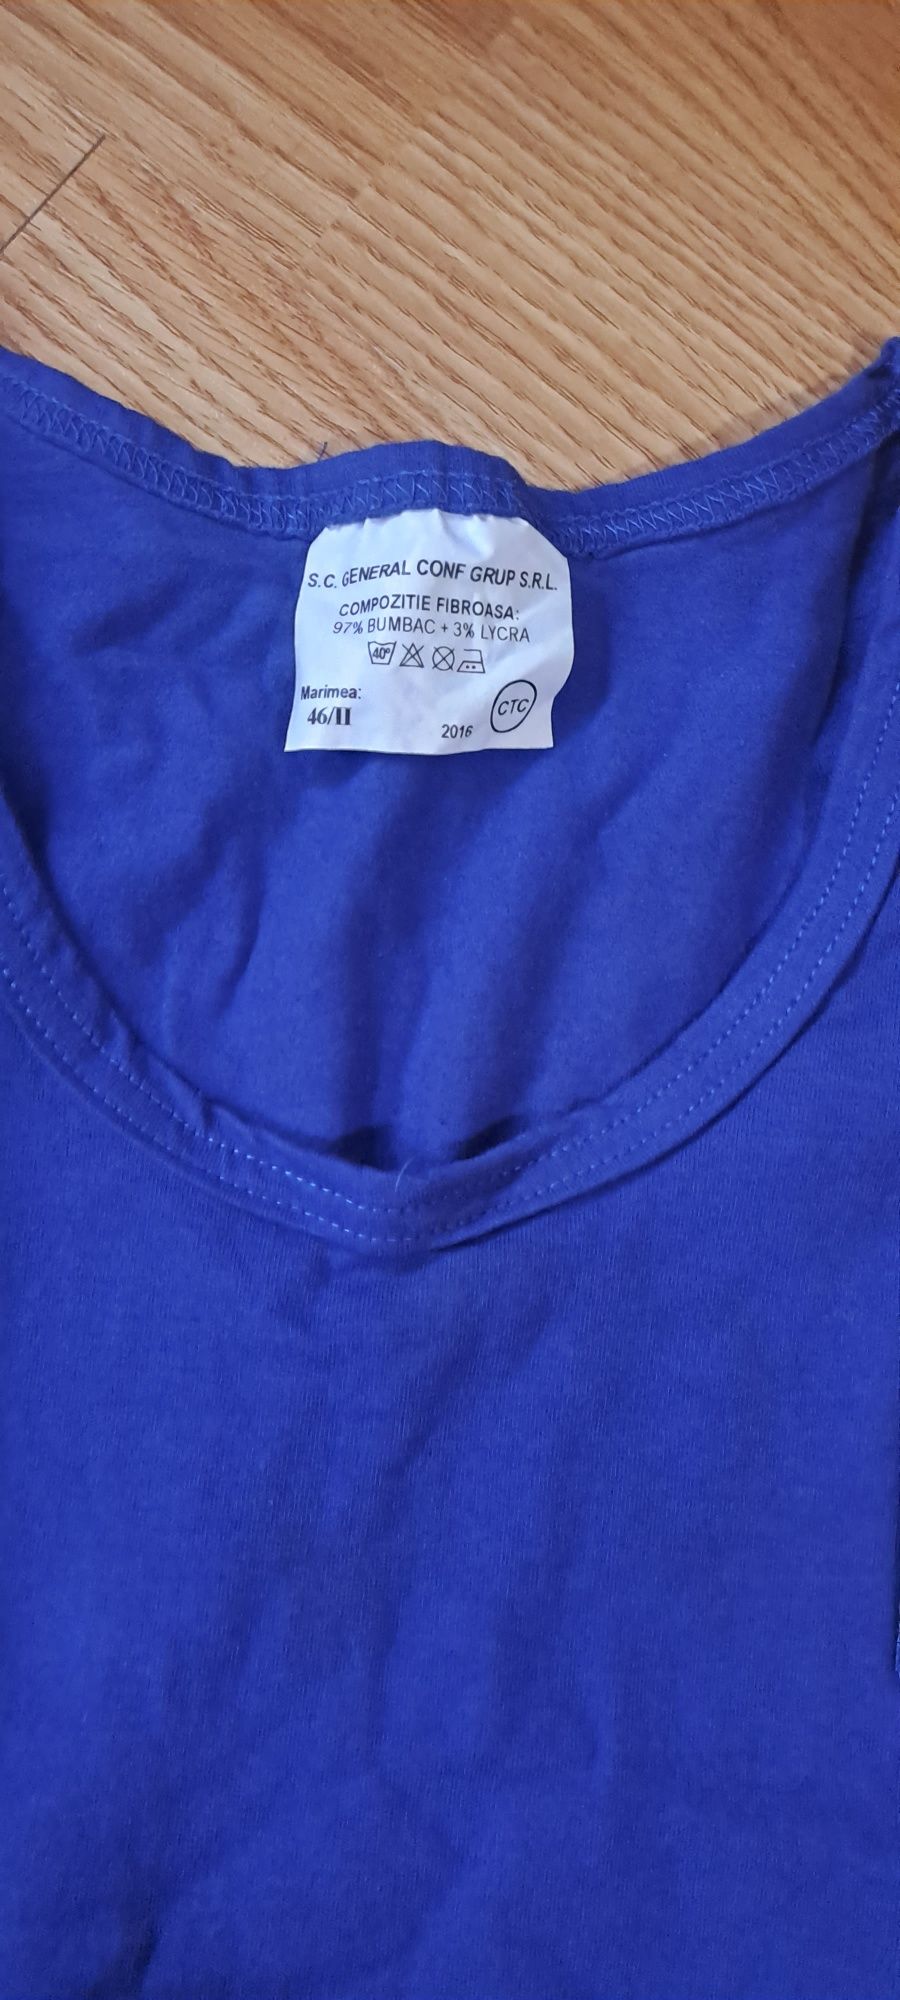 S.C. GENERAL CONF GRUP S.R.L.
COMPOZITIE FIBROASA:
97% BUMBAC + 3% LYCRA
40°
Marimea:
46/II
2016
CTC